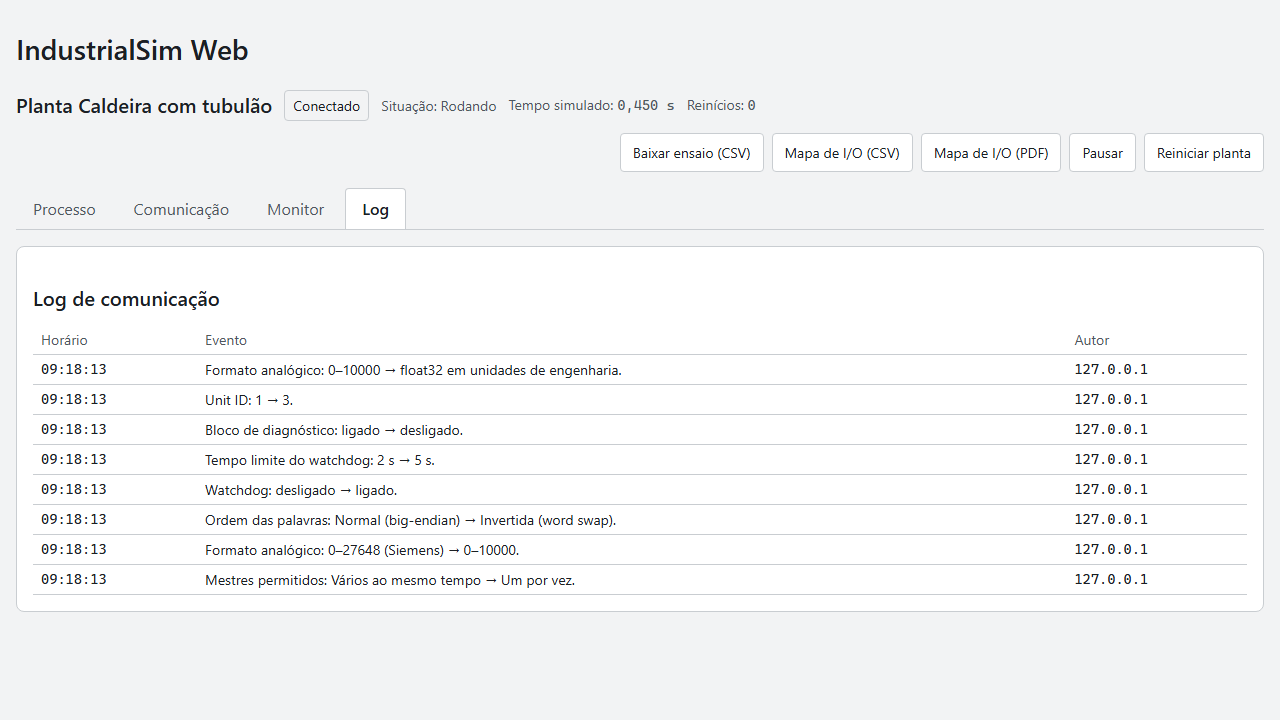 IndustrialSim Web
Planta Caldeira com tubulão Conectado Situação: Rodando Tempo simulado: 0,450 s Reinícios: 0
Baixar ensaio (CSV) Mapa de I/O (CSV) Mapa de I/O (PDF) Pausar Reiniciar planta
Processo Comunicação Monitor Log
Log de comunicação
Horário Evento Autor
09:18:13 Formato analógico: 0–10000 → float32 em unidades de engenharia. 127.0.0.1
09:18:13 Unit ID: 1 → 3. 127.0.0.1
09:18:13 Bloco de diagnóstico: ligado → desligado. 127.0.0.1
09:18:13 Tempo limite do watchdog: 2 s → 5 s. 127.0.0.1
09:18:13 Watchdog: desligado → ligado. 127.0.0.1
09:18:13 Ordem das palavras: Normal (big-endian) → Invertida (word swap). 127.0.0.1
09:18:13 Formato analógico: 0–27648 (Siemens) → 0–10000. 127.0.0.1
09:18:13 Mestres permitidos: Vários ao mesmo tempo → Um por vez. 127.0.0.1